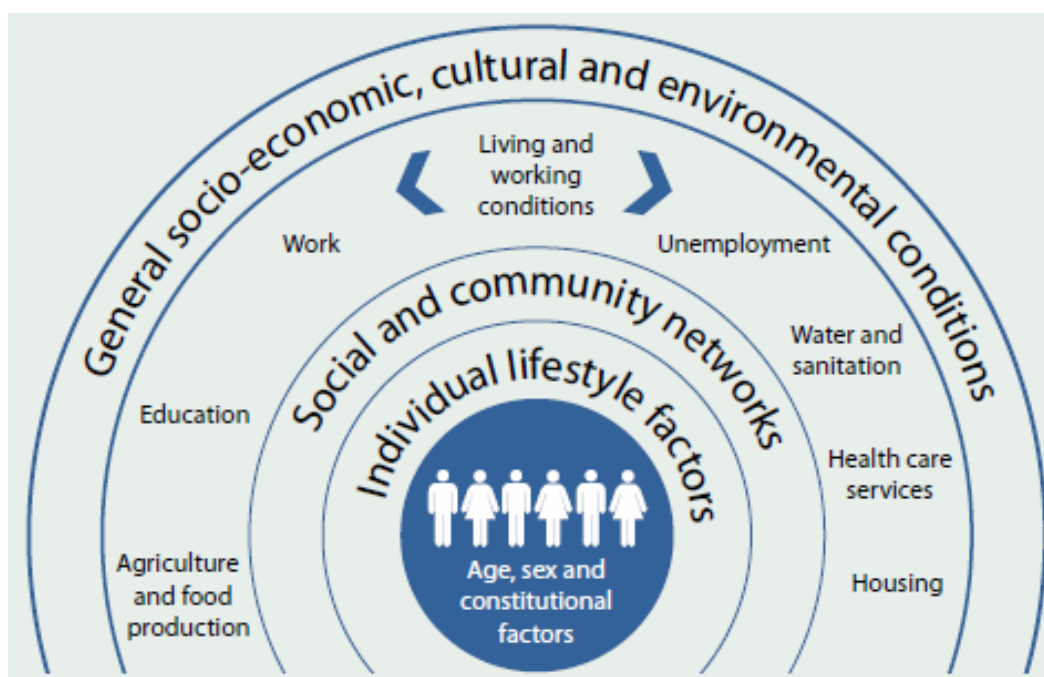 General socio-economic, cultural and environmental conditions
Living and
working
conditions
Work
Unemployment
Social and community networks
Water and
sanitation
Individual lifestyle factors
Education
Health care
services
Agriculture
and food
production
Housing
Age, sex and
constitutional
factors